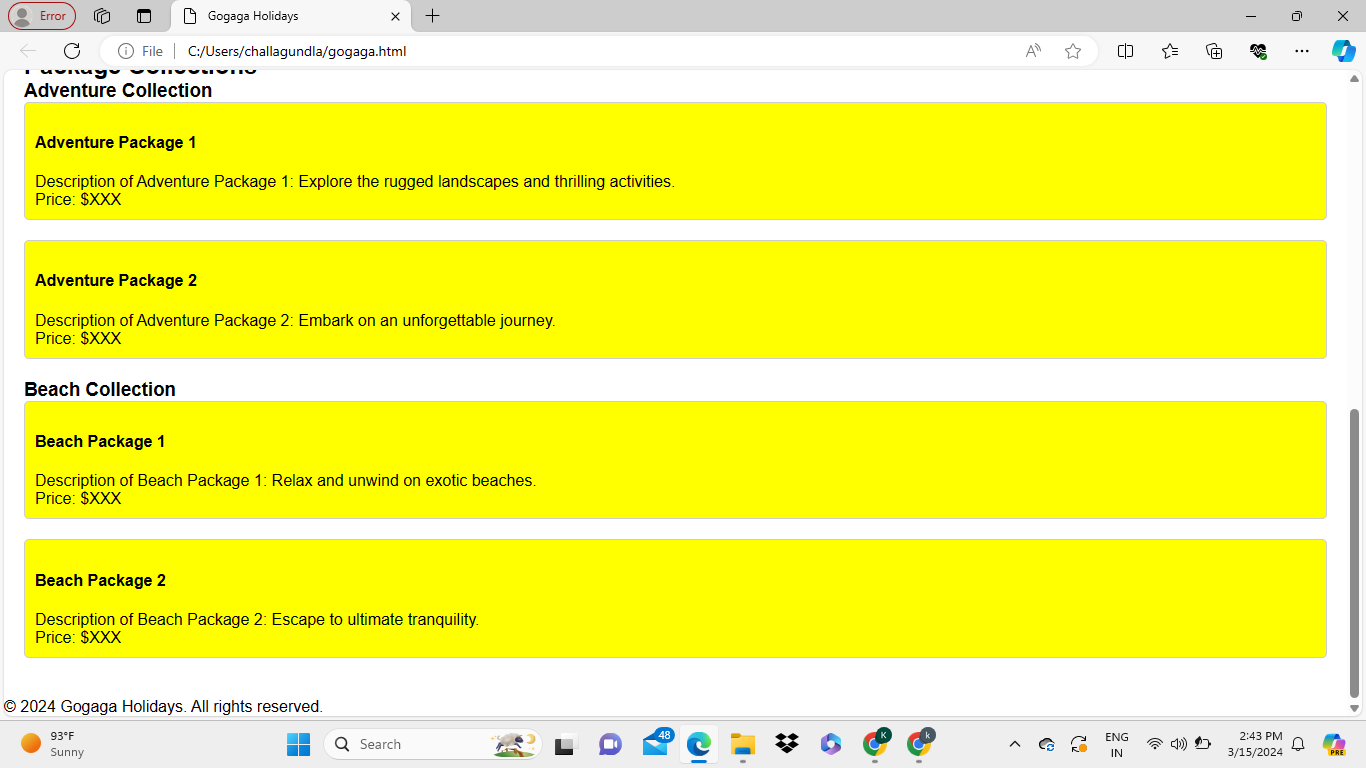 Error
Gogaga Holidays
File
C:/Users/challagundla/gogaga.html
Package Collections
Adventure Collection
Adventure Package 1
Description of Adventure Package 1: Explore the rugged landscapes and thrilling activities.
Price: $XXX
Adventure Package 2
Description of Adventure Package 2: Embark on an unforgettable journey.
Price: $XXX
Beach Collection
Beach Package 1
Description of Beach Package 1: Relax and unwind on exotic beaches.
Price: $XXX
Beach Package 2
Description of Beach Package 2: Escape to ultimate tranquility.
Price: $XXX
© 2024 Gogaga Holidays. All rights reserved.
93°F
Sunny
Search
48
K
k
ENG
IN
2:43 PM
3/15/2024
PRE